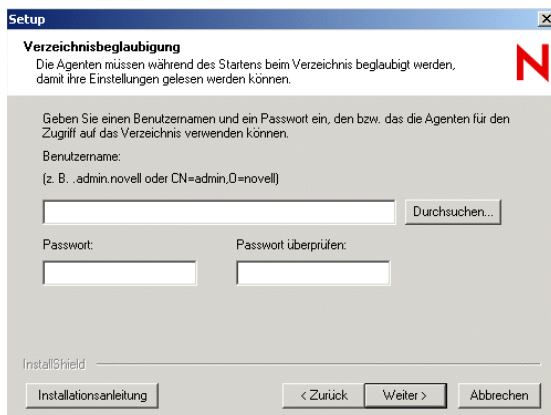 Setup
Verzeichnisbeglaubigung
Die Agenten müssen während des Startens beim Verzeichnis beglaubigt werden,
damit ihre Einstellungen gelesen werden können.
N
Geben Sie einen Benutzernamen und ein Passwort ein, den bzw. das die Agenten für den
Zugriff auf das Verzeichnis verwenden können.
Benutzername:
(z. B. .admin.novell oder CN=admin,O=novell)
Durchsuchen...
Passwort:
Passwort überprüfen:
InstallShield
Installationsanleitung
< Zurück
Weiter >
Abbrechen